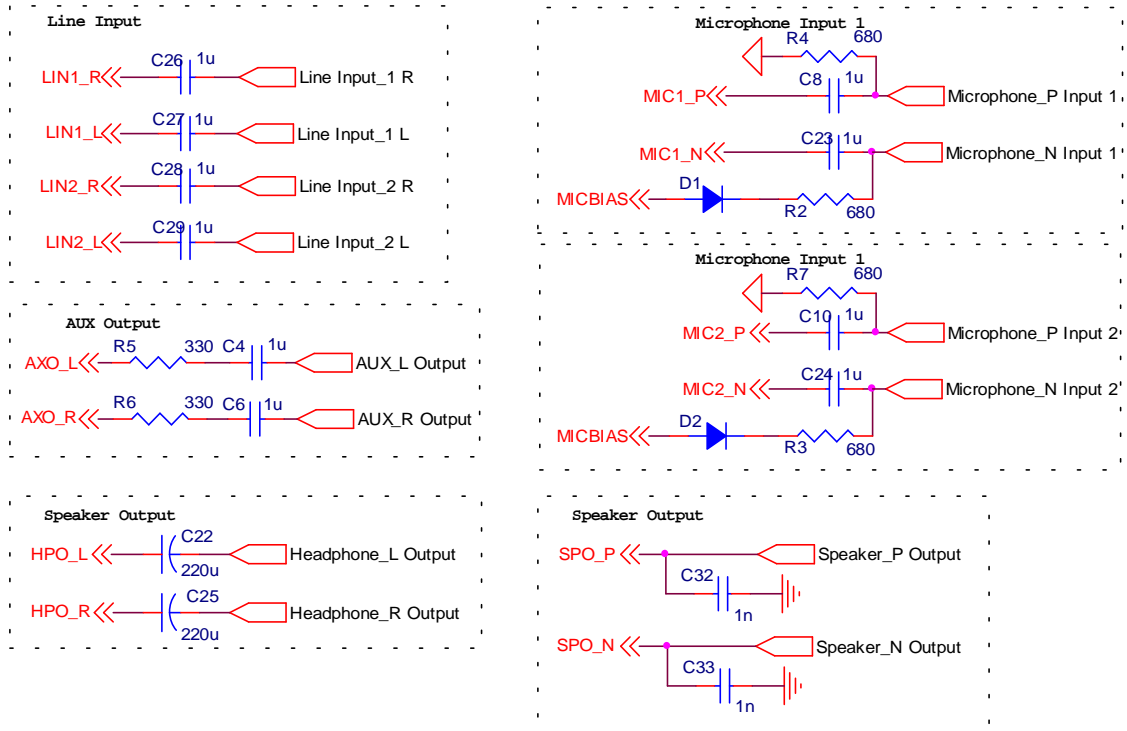 Line Input
C26 1u
LIN1_R Line Input_1 R
C27 1u
LIN1_L Line Input_1 L
C28 1u
LIN2_R Line Input_2 R
C29 1u
LIN2_L Line Input_2 L
Microphone Input 1
R4 680
C8 1u
MIC1_P Microphone_P Input 1
C23 1u
MIC1_N Microphone_N Input 1
D1
MICBIAS
R2 680
AUX Output
R5 330 C4 1u
AXO_L AUX_L Output
R6 330 C6 1u
AXO_R AUX_R Output
Microphone Input 1
R7 680
C10 1u
MIC2_P Microphone_P Input 2
C24 1u
MIC2_N Microphone_N Input 2
D2
MICBIAS
R3 680
Speaker Output
C22
HPO_L Headphone_L Output
220u
C25
HPO_R Headphone_R Output
220u
Speaker Output
SPO_P Speaker_P Output
C32
1n
SPO_N Speaker_N Output
C33
1n